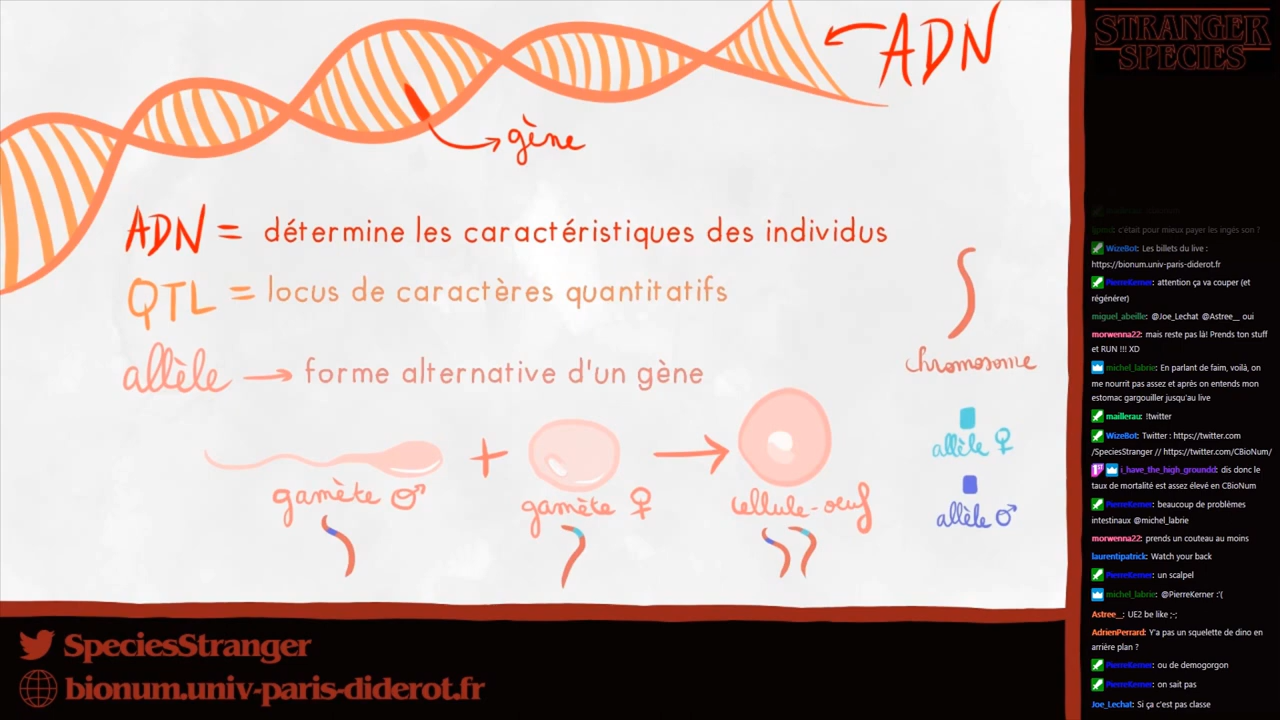 ADN
gène
ADN = détermine les caractéristiques des individus
QTL = locus de caractères quantitatifs
allèle → forme alternative d'un gène
chromosome
gamète ♂ + gamète ♀ → cellule-oeuf
allèle ♀
allèle ♂
SpeciesStranger
bionum.univ-paris-diderot.fr
STRANGER
SPECIES
c'était pour mieux payer les ingés son ?
WizeBot: Les billets du live :
https://bionum.univ-paris-diderot.fr
PierreKerner: attention ça va couper (et
régénérer)
miguel_abeille: @Joe_Lechat @Astree__ oui
morwenna22: mais reste pas là! Prends ton stuff
et RUN !!! XD
michel_labrie: En parlant de faim, voilà, on
me nourrit pas assez et après on entends mon
estomac gargouiller jusqu'au live
maillerau: !twitter
WizeBot: Twitter : https://twitter.com
/SpeciesStranger // https://twitter.com/CBioNum/
i_have_the_high_groundd: dis donc le
taux de mortalité est assez élevé en CBioNum
PierreKerner: beaucoup de problèmes
intestinaux @michel_labrie
morwenna22: prends un couteau au moins
laurentipatrick: Watch your back
PierreKerner: un scalpel
michel_labrie: @PierreKerner :'(
Astree__: UE2 be like ;-;
AdrienPerrard: Y'a pas un squelette de dino en
arrière plan ?
PierreKerner: ou de demogorgon
PierreKerner: on sait pas
Joe_Lechat: Si ça c'est pas classe